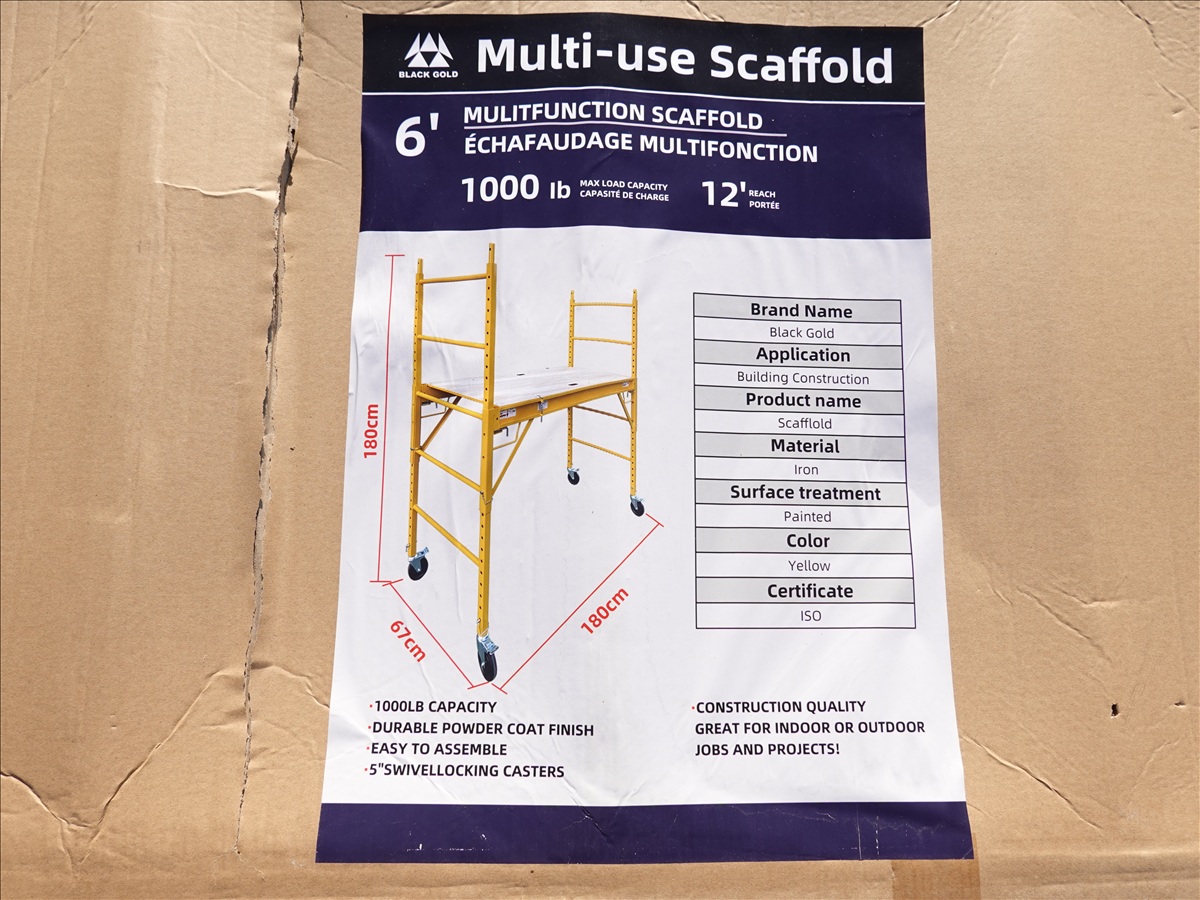 BLACK GOLD
Multi-use Scaffold
6'
MULITFUNCTION SCAFFOLD
ÉCHAFAUDAGE MULTIFONCTION
1000 lb
MAX LOAD CAPACITY
CAPASITÉ DE CHARGE
12'
REACH
PORTÉE
180cm
67cm
180cm
Brand Name
Black Gold
Application
Building Construction
Product name
Scafflold
Material
Iron
Surface treatment
Painted
Color
Yellow
Certificate
ISO
·1000LB CAPACITY
·DURABLE POWDER COAT FINISH
·EASY TO ASSEMBLE
·5"SWIVELLOCKING CASTERS
·CONSTRUCTION QUALITY
GREAT FOR INDOOR OR OUTDOOR
JOBS AND PROJECTS!